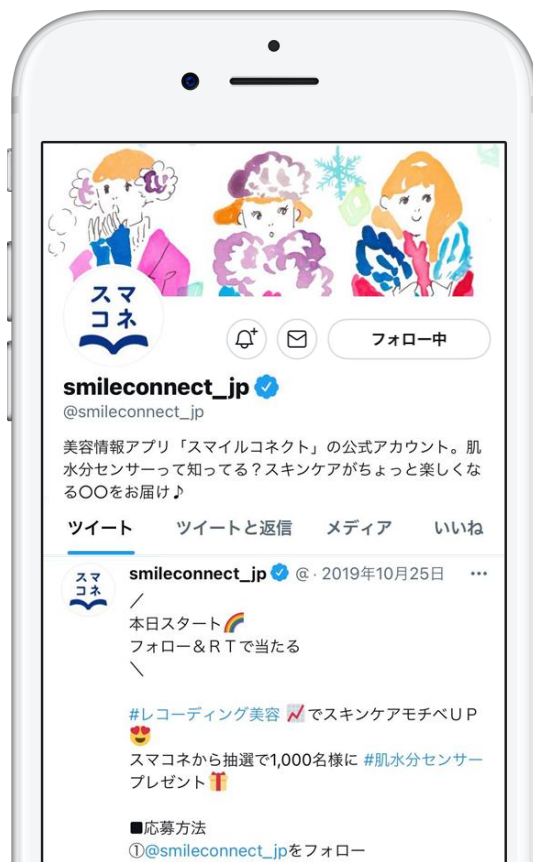 スマ
コネ
フォロー中
smileconnect_jp
@smileconnect_jp
美容情報アプリ「スマイルコネクト」の公式アカウント。肌
水分センサーって知ってる？スキンケアがちょっと楽しくな
る〇〇をお届け♪
ツイート
ツイートと返信
メディア
いいね
スマ
コネ
smileconnect_jp @ · 2019年10月25日 …
／
本日スタート🌈
フォロー＆ＲＴで当たる
＼
#レコーディング美容 📈でスキンケアモチベＵＰ
😍
スマコネから抽選で1,000名様に #肌水分センサー
プレゼント🎁
■応募方法
①@smileconnect_jpをフォロー